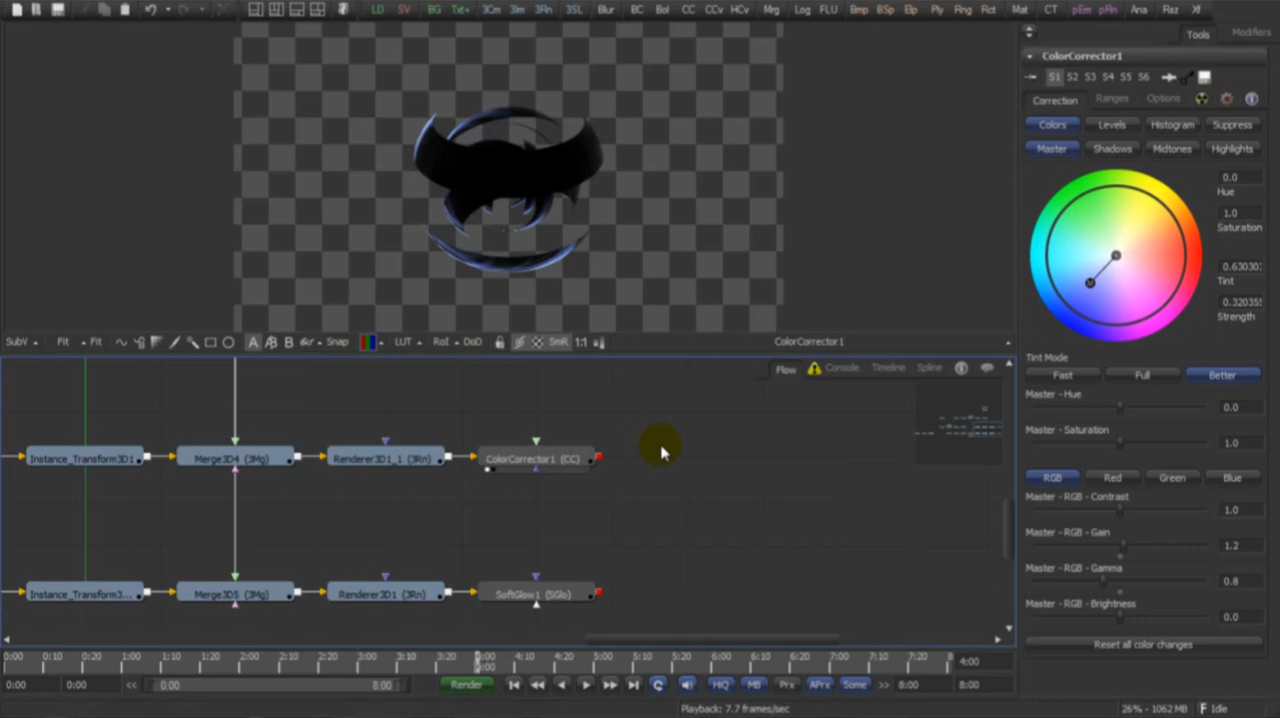 LD SV BG Txt+ 3Cm 3Im 3Rn 3SL Blur BC Bol CC CCv HCv Mrg Log FLU Bmp BSp Elp Ply Rng Rct Mat CT pEm pRn Ana Raz Xf
Tools Modifiers
ColorCorrector1
S1 S2 S3 S4 S5 S6
Correction Ranges Options
Colors Levels Histogram Suppress
Master Shadows Midtones Highlights
0.0
Hue
1.0
Saturation
0.63030
Tint
0.32035
Strength
SubV Fit Fit A B B Snap LUT RoI DoD SmR 1:1 ColorCorrector1
Tint Mode
Fast Full Better
Master - Hue 0.0
Master - Saturation 1.0
RGB Red Green Blue
Master - RGB - Contrast 1.0
Master - RGB - Gain 1.2
Master - RGB - Gamma 0.8
Master - RGB - Brightness 0.0
Reset all color changes
Flow Console Timeline Spline
Instance_Transform3D1 Merge3D4 (3Mg) Renderer3D1_1 (3Rn) ColorCorrector1 (CC)
Instance_Transform3... Merge3D5 (3Mg) Renderer3D1 (3Rn) SoftGlow1 (SGlo)
0:00 0:10 0:20 1:00 1:10 1:20 2:00 2:10 2:20 3:00 3:10 3:20 4:10 4:20 5:00 5:10 5:20 6:00 6:10 6:20 7:00 7:10 7:20 8 4:00
0:00 0:00 << 0:00 8:00 Render HiQ MB Prx APrx Some >> 8:00 8:00
Playback: 7.7 frames/sec 26% - 1062 MB Idle